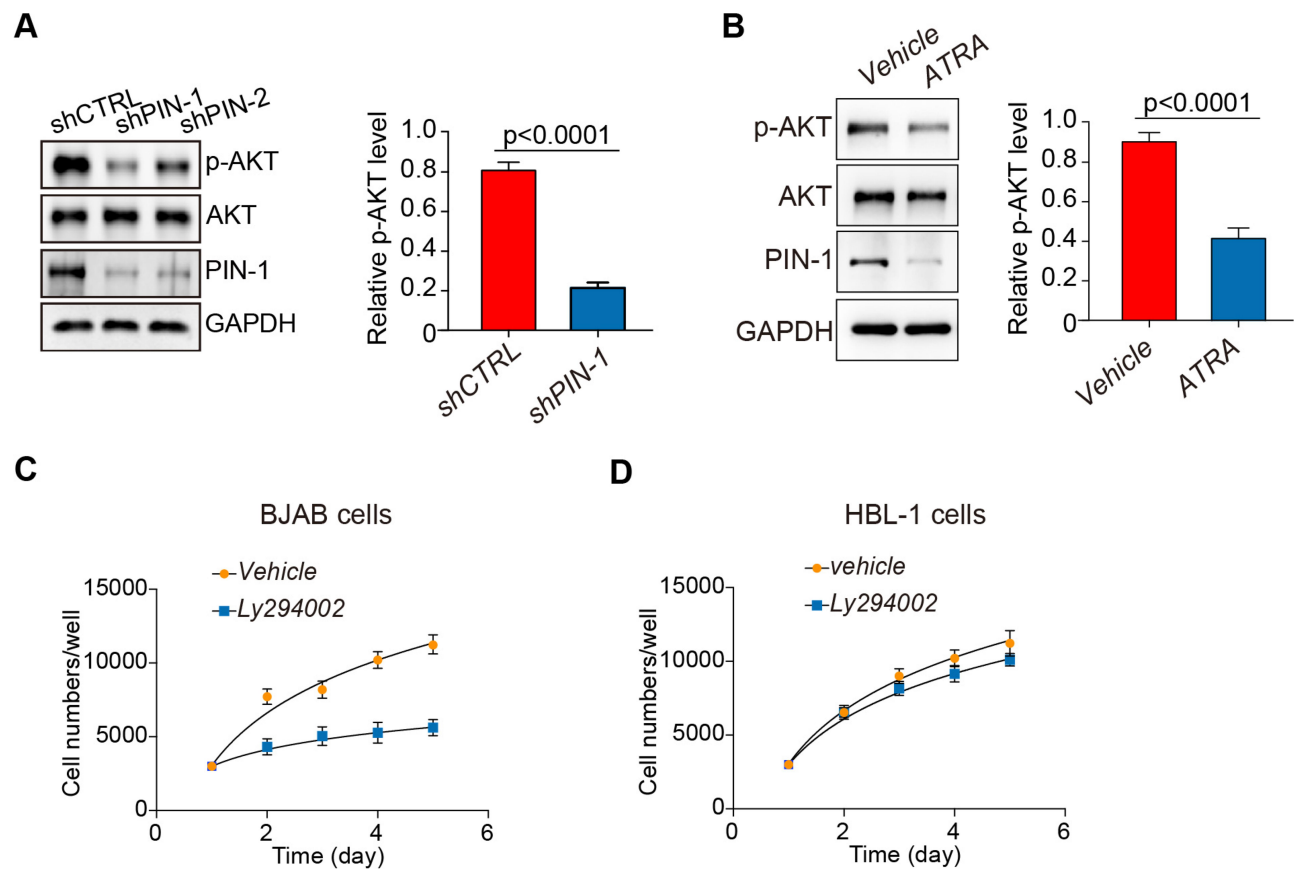 A
shCTRL shPIN-1 shPIN-2
p-AKT
AKT
PIN-1
GAPDH
Relative p-AKT level
1.0
0.8
0.6
0.4
0.2
0
p<0.0001
shCTRL
shPIN-1
B
Vehicle ATRA
p-AKT
AKT
PIN-1
GAPDH
Relative p-AKT level
1.0
0.8
0.6
0.4
0.2
0
p<0.0001
Vehicle
ATRA
C
BJAB cells
Vehicle
Ly294002
Cell numbers/well
15000
10000
5000
0
0 2 4 6
Time (day)
D
HBL-1 cells
vehicle
Ly294002
Cell numbers/well
15000
10000
5000
0
0 2 4 6
Time (day)